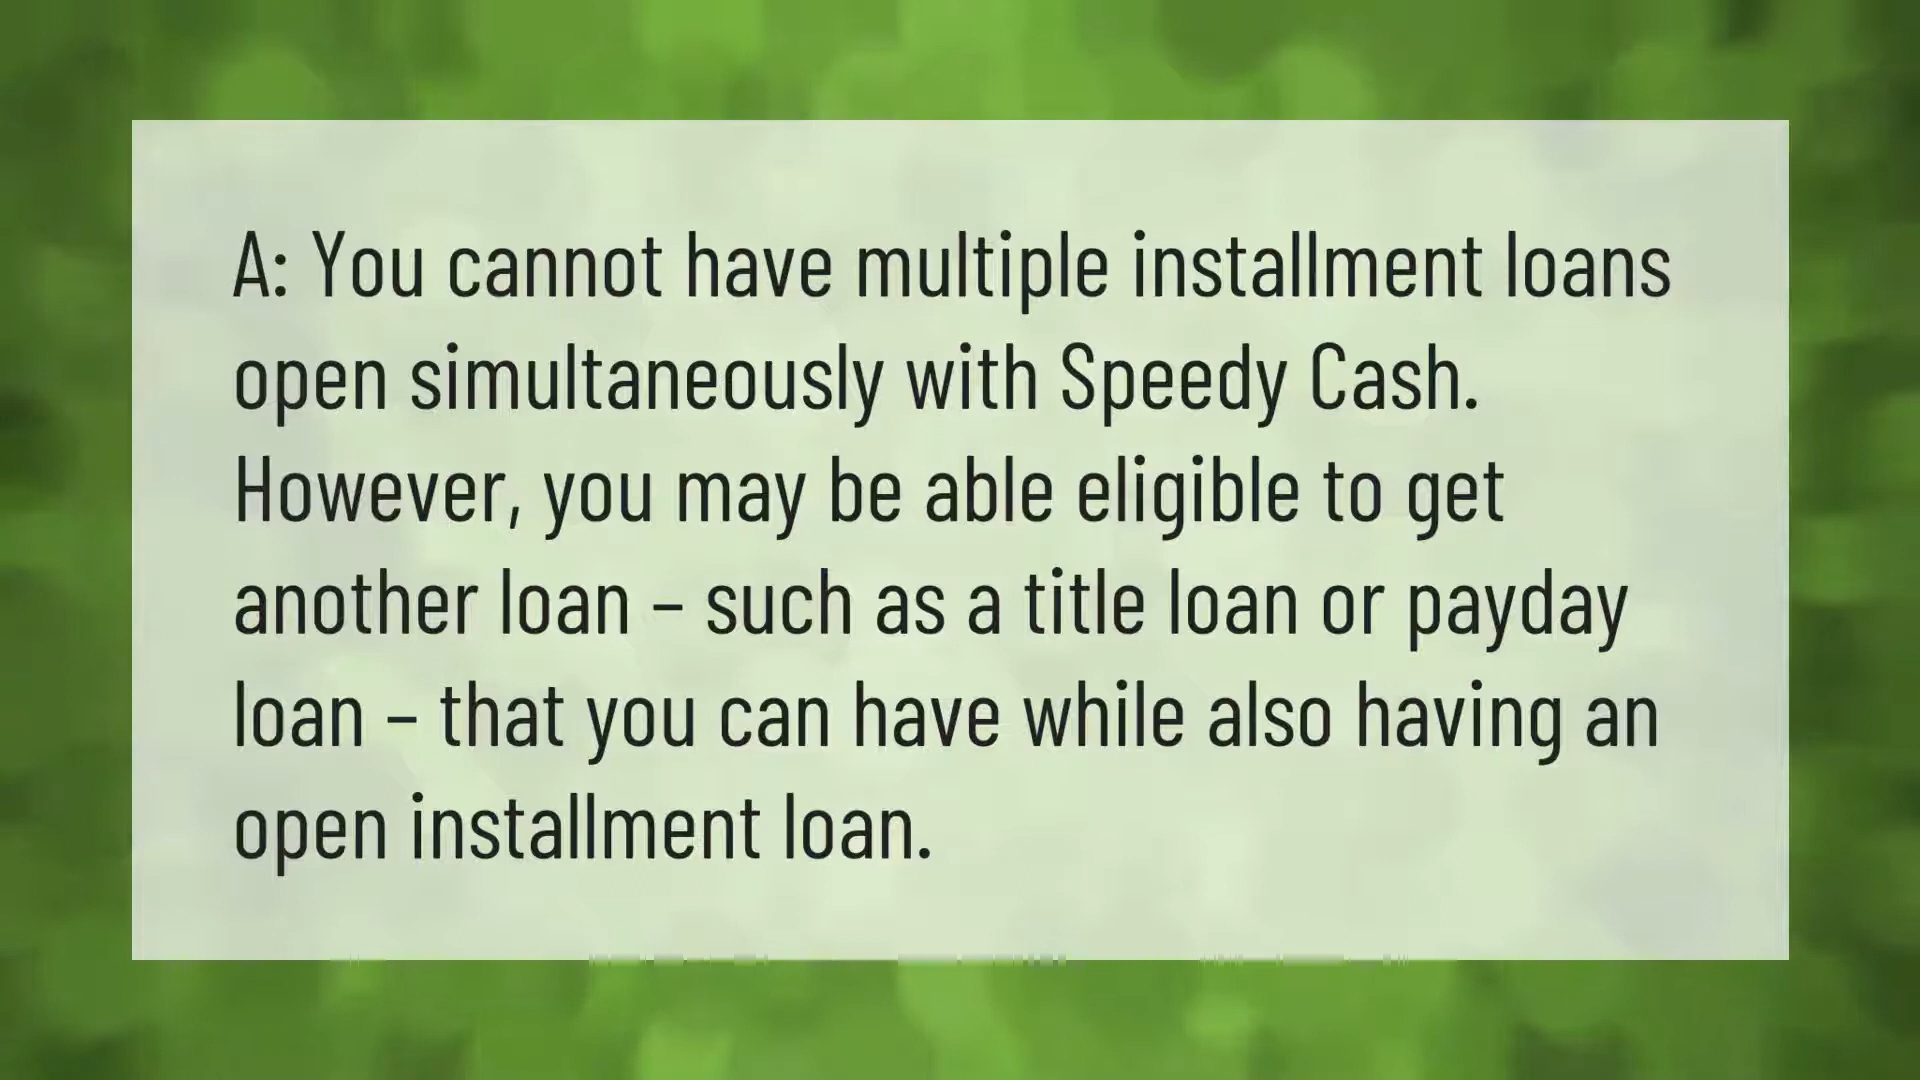 A: You cannot have multiple installment loans
open simultaneously with Speedy Cash.
However, you may be able eligible to get
another loan – such as a title loan or payday
loan – that you can have while also having an
open installment loan.